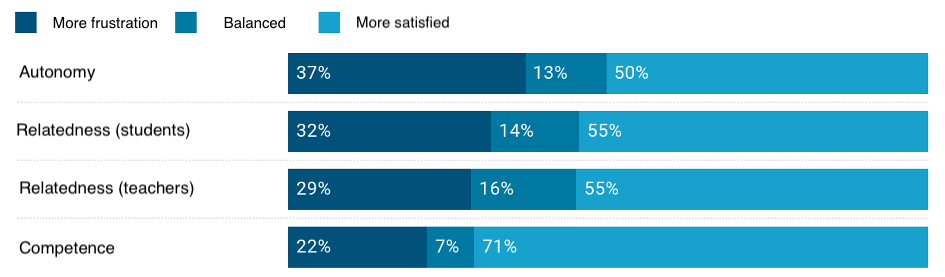 More frustration Balanced More satisfied
Autonomy 37% 13% 50%
Relatedness (students) 32% 14% 55%
Relatedness (teachers) 29% 16% 55%
Competence 22% 7% 71%